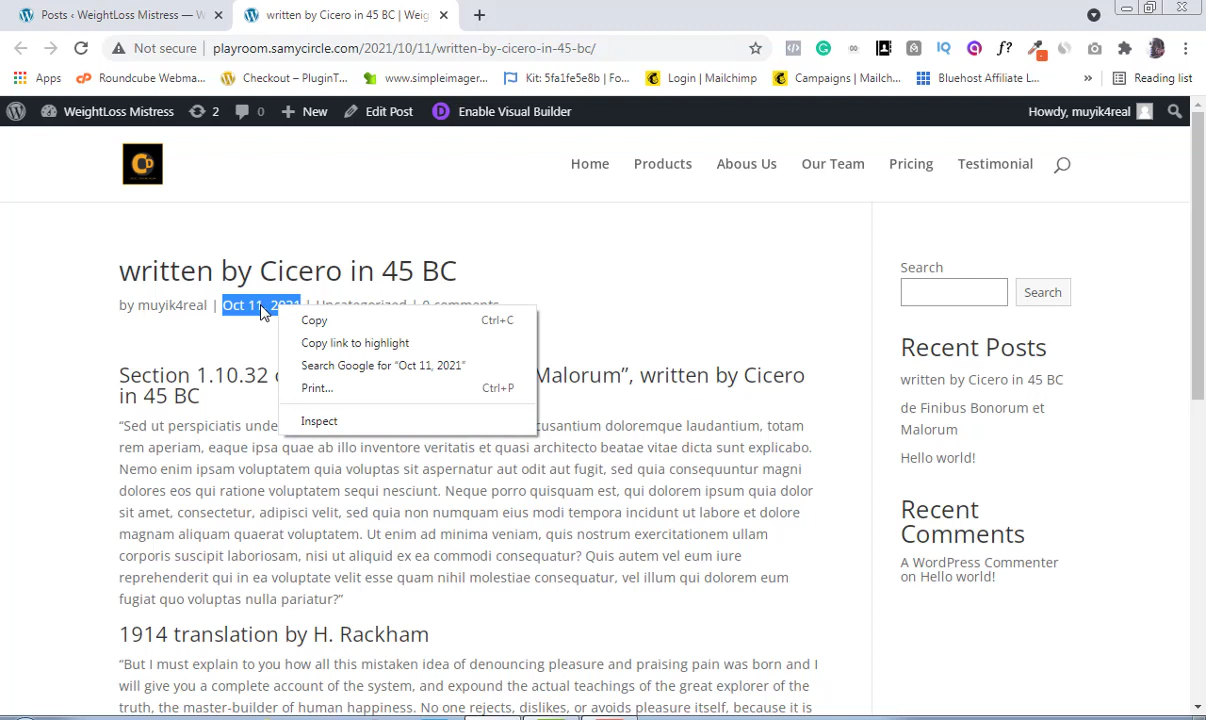 Posts ‹ WeightLoss Mistress — W
written by Cicero in 45 BC | Weig
Not secure | playroom.samycircle.com/2021/10/11/written-by-cicero-in-45-bc/
Apps
Roundcube Webma...
Checkout – PluginT...
www.simpleimager...
Kit: 5fa1fe5e8b | Fo...
Login | Mailchimp
Campaigns | Mailch...
Bluehost Affiliate L...
»
Reading list
WeightLoss Mistress
2
0
New
Edit Post
D Enable Visual Builder
Howdy, muyik4real
Home
Products
Abous Us
Our Team
Pricing
Testimonial
written by Cicero in 45 BC
by muyik4real | Oct 11, 2021 | Uncategorized | 0 comments
Copy Ctrl+C
Copy link to highlight
Search Google for “Oct 11, 2021”
Print... Ctrl+P
Inspect
Section 1.10.32 Malorum”, written by Cicero
in 45 BC
“Sed ut perspiciatis unde cusantium doloremque laudantium, totam
rem aperiam, eaque ipsa quae ab illo inventore veritatis et quasi architecto beatae vitae dicta sunt explicabo.
Nemo enim ipsam voluptatem quia voluptas sit aspernatur aut odit aut fugit, sed quia consequuntur magni
dolores eos qui ratione voluptatem sequi nesciunt. Neque porro quisquam est, qui dolorem ipsum quia dolor
sit amet, consectetur, adipisci velit, sed quia non numquam eius modi tempora incidunt ut labore et dolore
magnam aliquam quaerat voluptatem. Ut enim ad minima veniam, quis nostrum exercitationem ullam
corporis suscipit laboriosam, nisi ut aliquid ex ea commodi consequatur? Quis autem vel eum iure
reprehenderit qui in ea voluptate velit esse quam nihil molestiae consequatur, vel illum qui dolorem eum
fugiat quo voluptas nulla pariatur?”
1914 translation by H. Rackham
“But I must explain to you how all this mistaken idea of denouncing pleasure and praising pain was born and I
will give you a complete account of the system, and expound the actual teachings of the great explorer of the
truth, the master-builder of human happiness. No one rejects, dislikes, or avoids pleasure itself, because it is
Search
Search
Recent Posts
written by Cicero in 45 BC
de Finibus Bonorum et
Malorum
Hello world!
Recent
Comments
A WordPress Commenter
on Hello world!